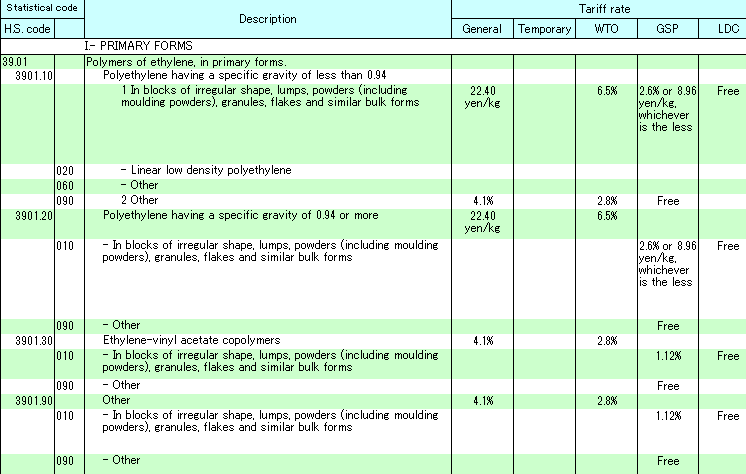 Statistical code
Description
Tariff rate
H.S. code
General
Temporary
WTO
GSP
LDC
I.- PRIMARY FORMS
39.01 Polymers of ethylene, in primary forms.
3901.10 Polyethylene having a specific gravity of less than 0.94
1 In blocks of irregular shape, lumps, powders (including 22.40 6.5% 2.6% or 8.96 Free
moulding powders), granules, flakes and similar bulk forms yen/kg yen/kg,
whichever
is the less
020 - Linear low density polyethylene
060 - Other
090 2 Other 4.1% 2.8% Free
3901.20 Polyethylene having a specific gravity of 0.94 or more 22.40 6.5%
yen/kg
010 - In blocks of irregular shape, lumps, powders (including moulding 2.6% or 8.96 Free
powders), granules, flakes and similar bulk forms yen/kg,
whichever
is the less
090 - Other Free
3901.30 Ethylene-vinyl acetate copolymers 4.1% 2.8%
010 - In blocks of irregular shape, lumps, powders (including moulding 1.12% Free
powders), granules, flakes and similar bulk forms
090 - Other Free
3901.90 Other 4.1% 2.8%
010 - In blocks of irregular shape, lumps, powders (including moulding 1.12% Free
powders), granules, flakes and similar bulk forms
090 - Other Free